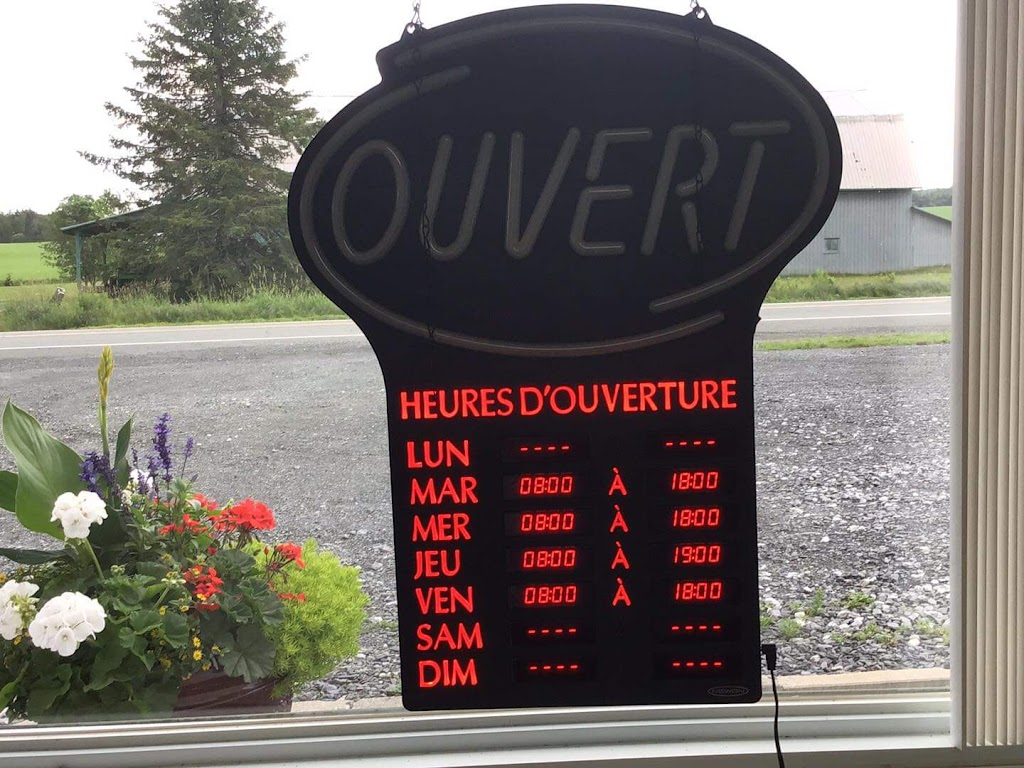 OUVERT
HEURES D'OUVERTURE
LUN ---- ----
MAR 08:00 À 18:00
MER 08:00 À 18:00
JEU 08:00 À 19:00
VEN 08:00 À 18:00
SAM ---- ----
DIM ---- ----